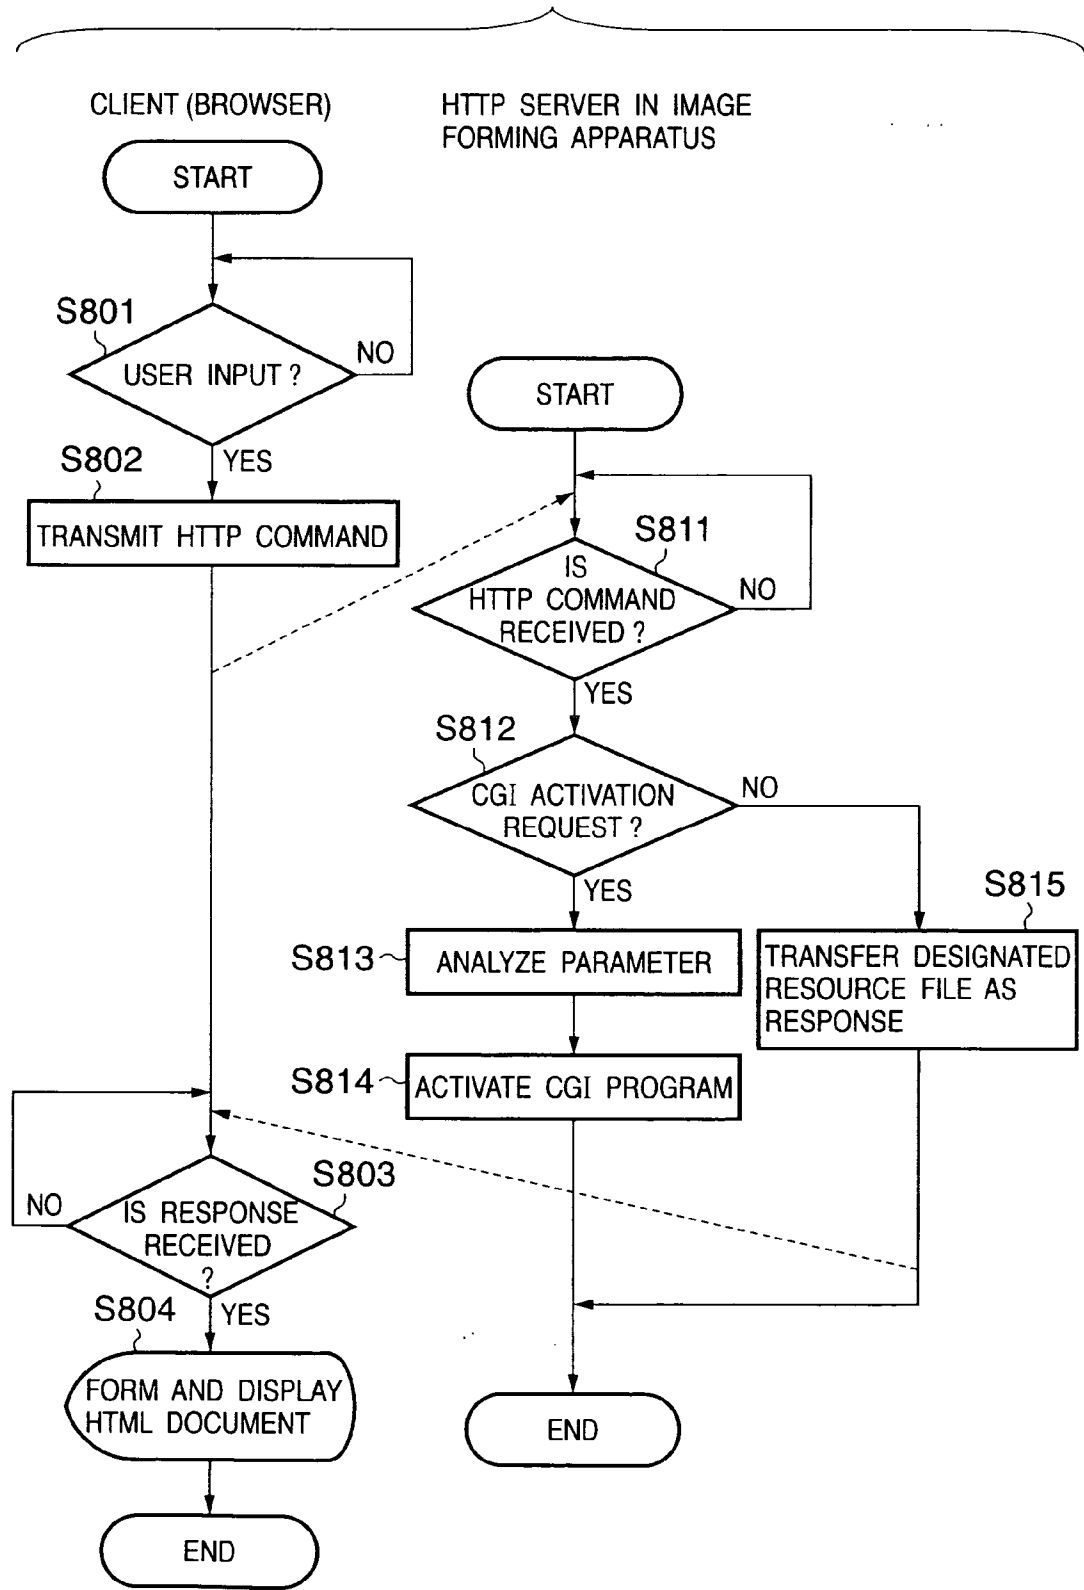 CLIENT (BROWSER)
START
S801
USER INPUT ?
NO
YES
S802
TRANSMIT HTTP COMMAND
NO
S803
IS RESPONSE
RECEIVED
?
YES
S804
FORM AND DISPLAY
HTML DOCUMENT
END
HTTP SERVER IN IMAGE
FORMING APPARATUS
START
S811
IS
HTTP COMMAND
RECEIVED ?
NO
YES
S812
CGI ACTIVATION
REQUEST ?
NO
YES
S813
ANALYZE PARAMETER
S814
ACTIVATE CGI PROGRAM
S815
TRANSFER DESIGNATED
RESOURCE FILE AS
RESPONSE
END